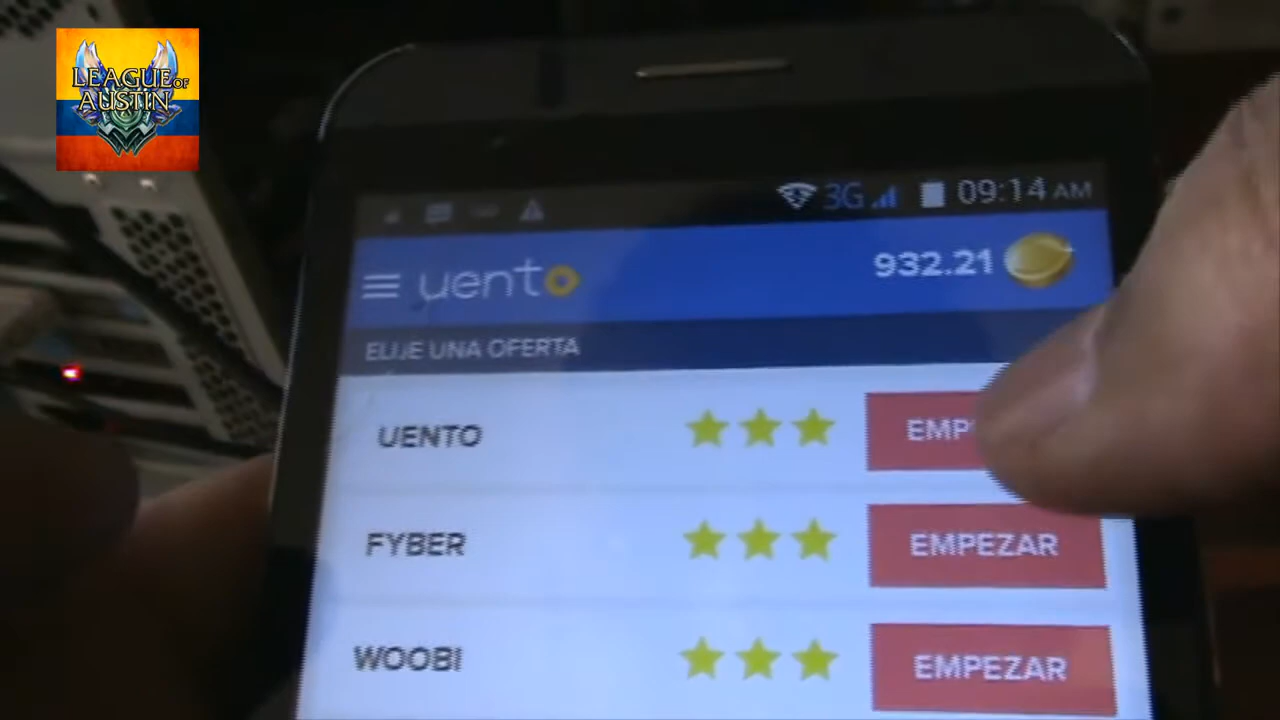 LEAGUE OF
AUSTIN
3G 09:14 AM
uento 932.21
ELIJE UNA OFERTA
UENTO
FYBER EMPEZAR
WOOBI EMPEZAR